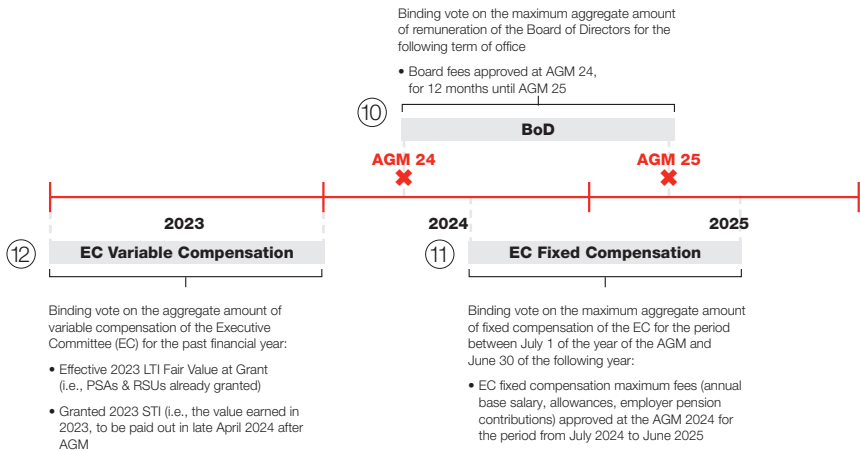 Binding vote on the maximum aggregate amount
of remuneration of the Board of Directors for the
following term of office
• Board fees approved at AGM 24,
for 12 months until AGM 25
10
BoD
AGM 24
AGM 25
2023
2024
2025
12
EC Variable Compensation
11
EC Fixed Compensation
Binding vote on the aggregate amount of
variable compensation of the Executive
Committee (EC) for the past financial year:
• Effective 2023 LTI Fair Value at Grant
(i.e., PSAs & RSUs already granted)
• Granted 2023 STI (i.e., the value earned in
2023, to be paid out in late April 2024 after
AGM
Binding vote on the maximum aggregate amount
of fixed compensation of the EC for the period
between July 1 of the year of the AGM and
June 30 of the following year:
• EC fixed compensation maximum fees (annual
base salary, allowances, employer pension
contributions) approved at the AGM 2024 for
the period from July 2024 to June 2025